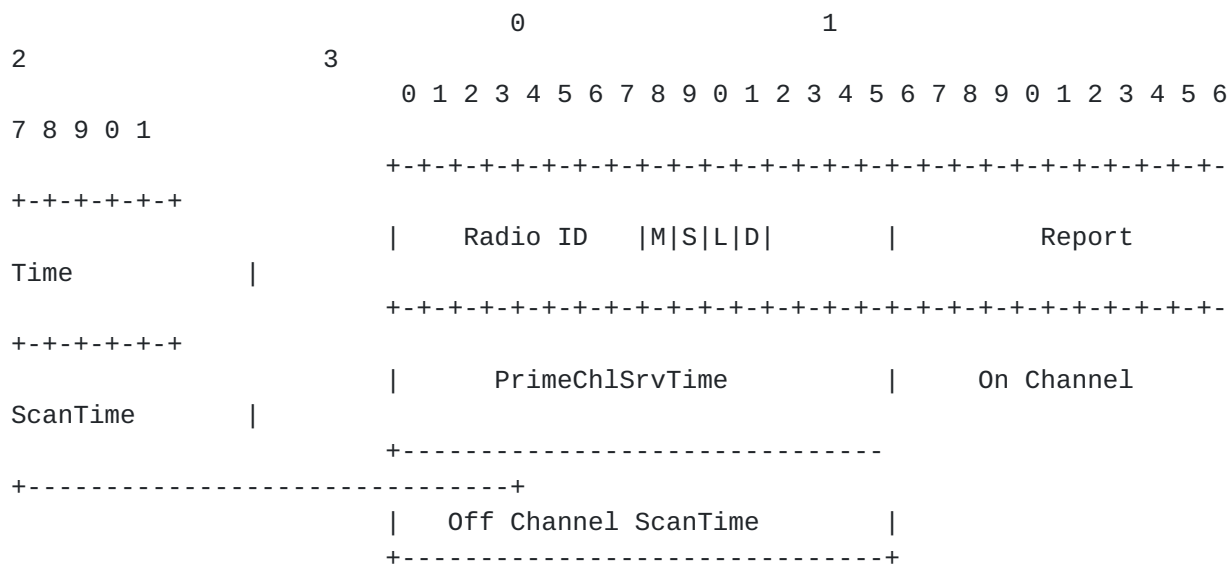 0                   1
2                   3
                         0 1 2 3 4 5 6 7 8 9 0 1 2 3 4 5 6 7 8 9 0 1 2 3 4 5 6
7 8 9 0 1
                        +-+-+-+-+-+-+-+-+-+-+-+-+-+-+-+-+-+-+-+-+-+-+-+-+-+-+-
+-+-+-+-+-+
                        |    Radio ID   |M|S|L|D|       |         Report
Time           |
                        +-+-+-+-+-+-+-+-+-+-+-+-+-+-+-+-+-+-+-+-+-+-+-+-+-+-+-
+-+-+-+-+-+
                        |      PrimeChlSrvTime          |     On Channel
ScanTime       |
                        +-------------------------------
+-------------------------------+
                        |   Off Channel ScanTime        |
                        +-------------------------------+